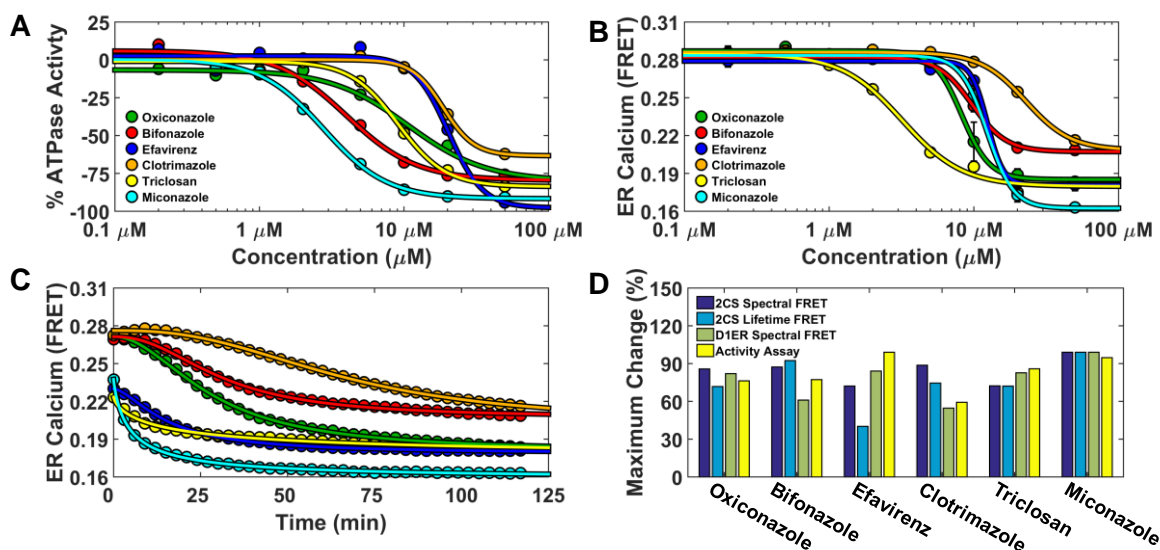 A
% ATPase Activty
25
0
-25
-50
-75
-100
Oxiconazole
Bifonazole
Efavirenz
Clotrimazole
Triclosan
Miconazole
0.1 μM
1 μM
10 μM
100 μM
Concentration (μM)
B
ER Calcium (FRET)
0.31
0.28
0.25
0.22
0.19
0.16
Oxiconazole
Bifonazole
Efavirenz
Clotrimazole
Triclosan
Miconazole
0.1 μM
1 μM
10 μM
100 μM
Concentration (μM)
C
ER Calcium (FRET)
0.31
0.28
0.25
0.22
0.19
0.16
0
25
50
75
100
125
Time (min)
D
Maximum Change (%)
150
120
90
60
30
0
2CS Spectral FRET
2CS Lifetime FRET
D1ER Spectral FRET
Activity Assay
Oxiconazole
Bifonazole
Efavirenz
Clotrimazole
Triclosan
Miconazole